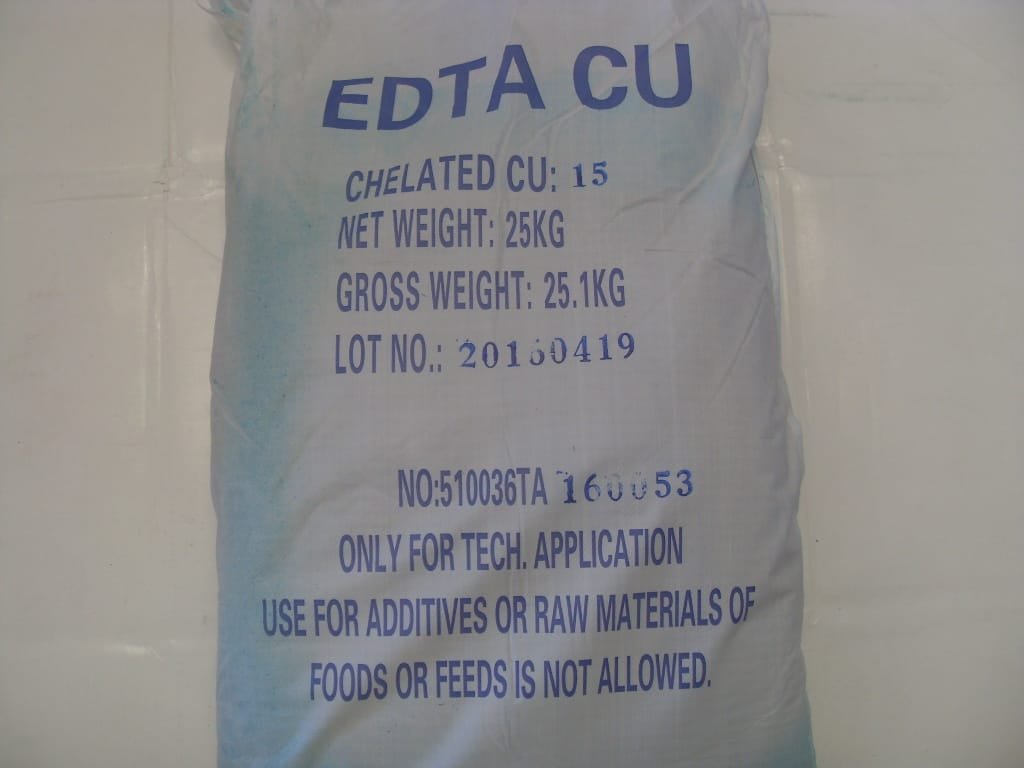 EDTA CU
CHELATED CU: 15
NET WEIGHT: 25KG
GROSS WEIGHT: 25.1KG
LOT NO.: 20160419
NO:510036TA 160053
ONLY FOR TECH. APPLICATION
USE FOR ADDITIVES OR RAW MATERIALS OF
FOODS OR FEEDS IS NOT ALLOWED.